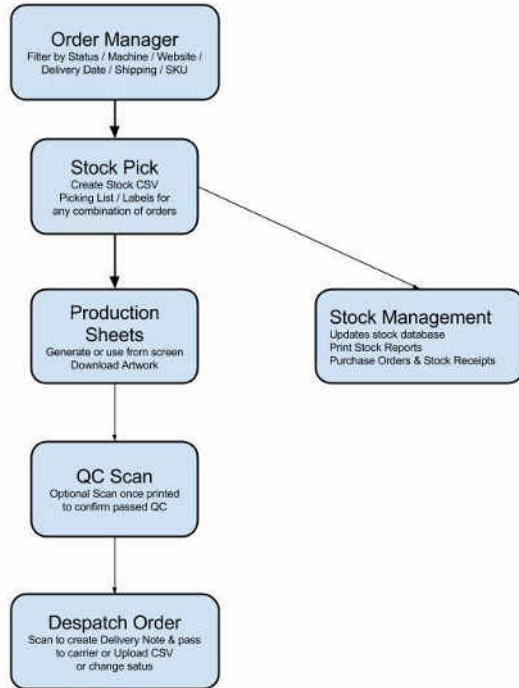 Order Manager
Filter by Status / Machine / Website /
Delivery Date / Shipping / SKU
Stock Pick
Create Stock CSV
Picking List / Labels for
any combination of orders
Production
Sheets
Generate or use from screen
Download Artwork
Stock Management
Updates stock database
Print Stock Reports
Purchase Orders & Stock Receipts
QC Scan
Optional Scan once printed
to confirm passed QC
Despatch Order
Scan to create Delivery Note & pass
to carrier or Upload CSV
or change satus